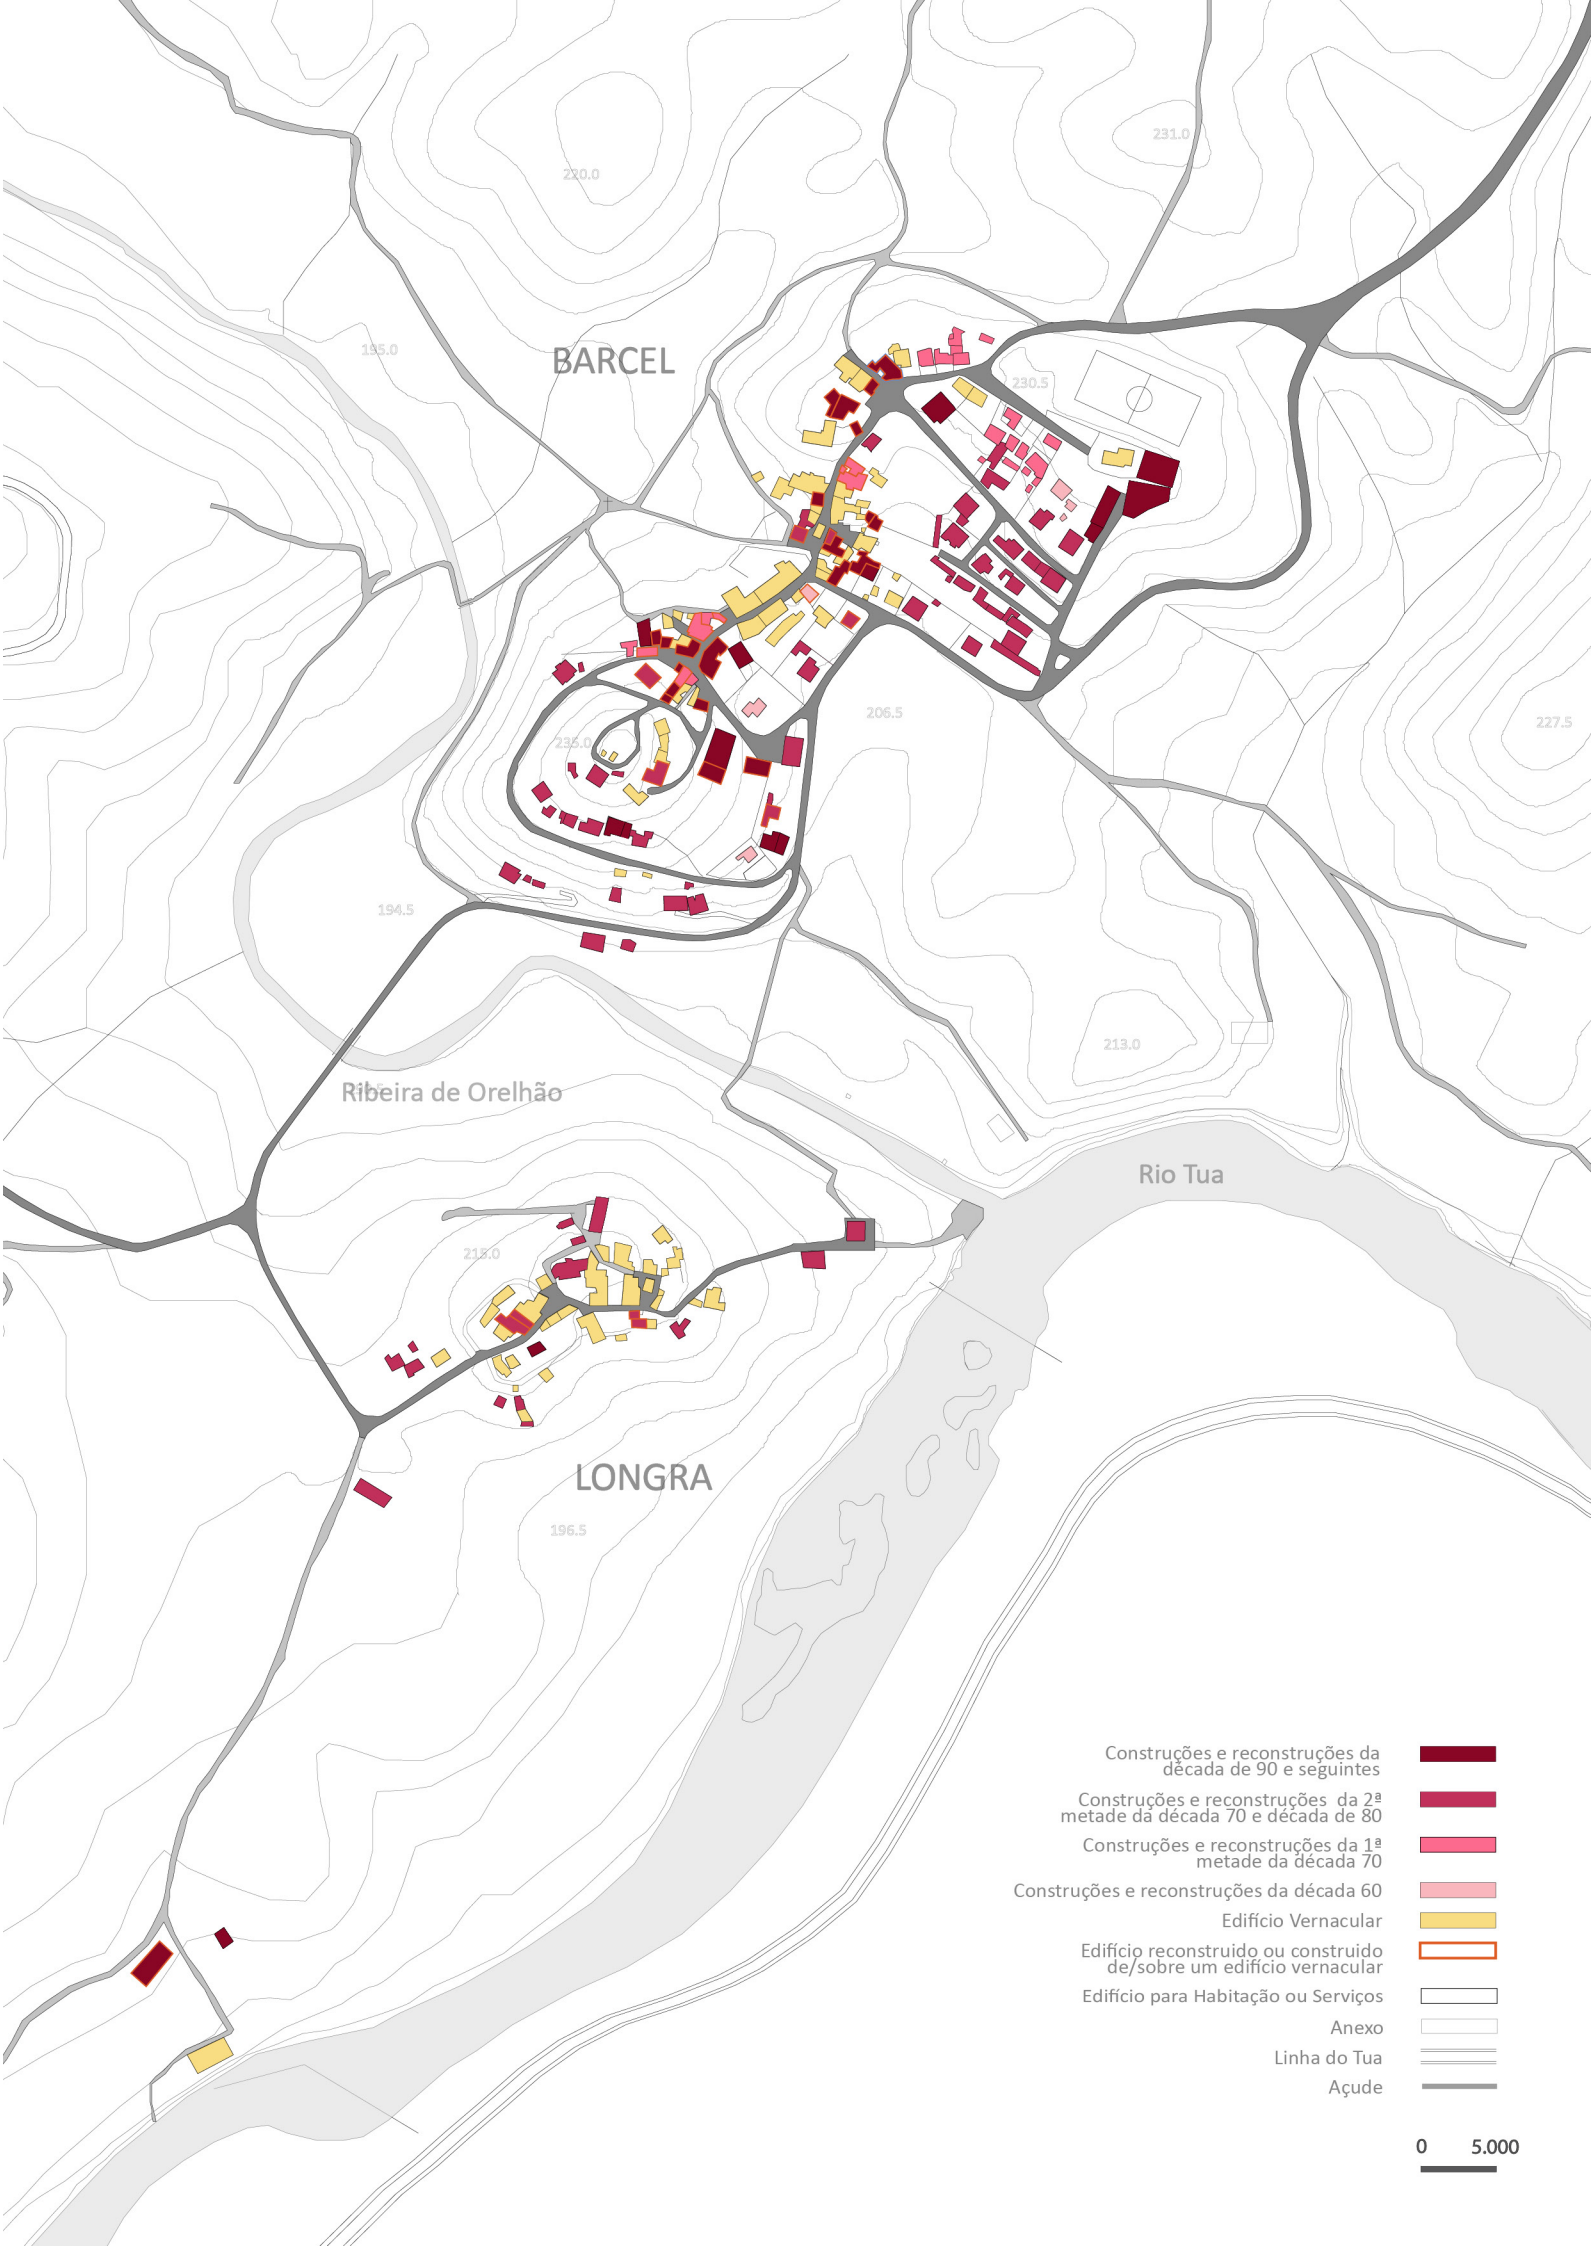 231.0
220.0
195.0
BARCEL
230.5
206.5
227.5
235.0
194.5
213.0
Ribeira de Orelhão
Rio Tua
215.0
LONGRA
196.5
Construções e reconstruções da
década de 90 e seguintes
Construções e reconstruções da 2ª
metade da década 70 e década de 80
Construções e reconstruções da 1ª
metade da década 70
Construções e reconstruções da década 60
Edifício Vernacular
Edifício reconstruido ou construido
de/sobre um edifício vernacular
Edifício para Habitação ou Serviços
Anexo
Linha do Tua
Açude
0 5.000